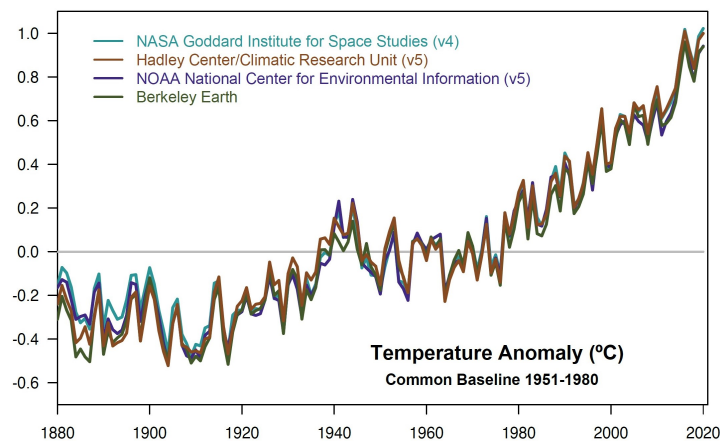 1.0
0.8
0.6
0.4
0.2
0.0
-0.2
-0.4
-0.6
NASA Goddard Institute for Space Studies (v4)
Hadley Center/Climatic Research Unit (v5)
NOAA National Center for Environmental Information (v5)
Berkeley Earth
Temperature Anomaly (ºC)
Common Baseline 1951-1980
1880 1900 1920 1940 1960 1980 2000 2020